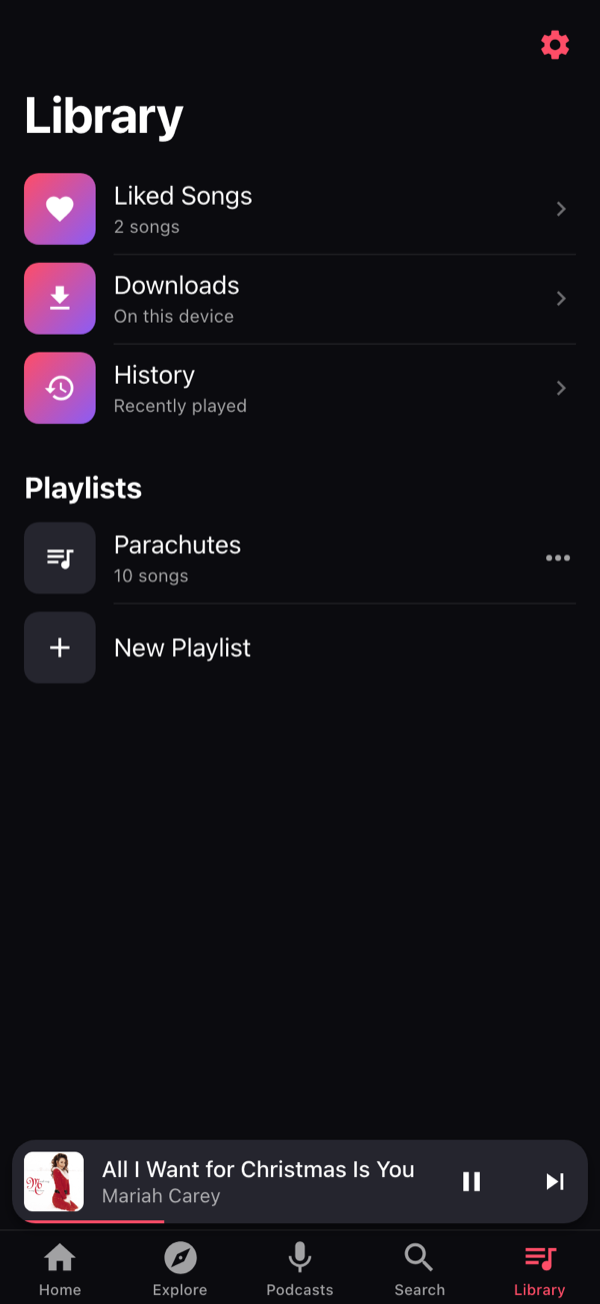 Library
Liked Songs
2 songs
Downloads
On this device
History
Recently played
Playlists
Parachutes
10 songs
New Playlist
All I Want for Christmas Is You
Mariah Carey
Home
Explore
Podcasts
Search
Library